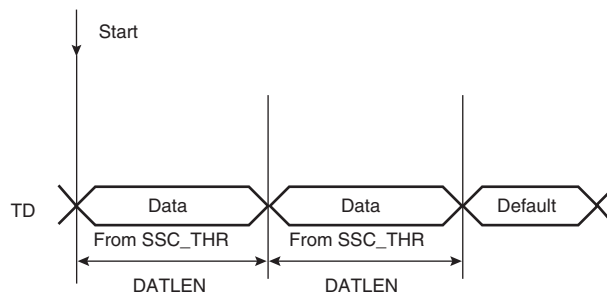 Start
TD
Data
Data
Default
From SSC_THR
From SSC_THR
DATLEN
DATLEN